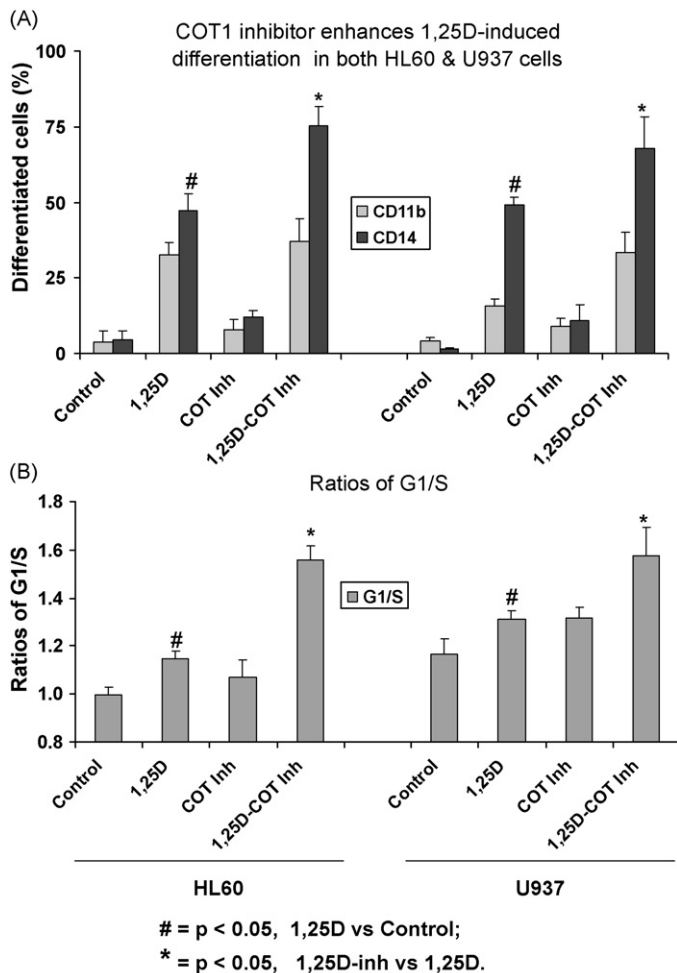 (A)
COT1 inhibitor enhances 1,25D-induced
differentiation in both HL60 & U937 cells
Differentiated cells (%)
100
75
50
25
0
#
*
#
*
CD11b
CD14
Control
1,25D
COT Inh
1,25D-COT Inh
Control
1,25D
COT Inh
1,25D-COT Inh
(B)
Ratios of G1/S
Ratios of G1/S
1.8
1.6
1.4
1.2
1.0
0.8
#
*
#
*
G1/S
Control
1,25D
COT Inh
1,25D-COT Inh
Control
1,25D
COT Inh
1,25D-COT Inh
HL60
U937
# = p < 0.05, 1,25D vs Control;
* = p < 0.05, 1,25D-inh vs 1,25D.